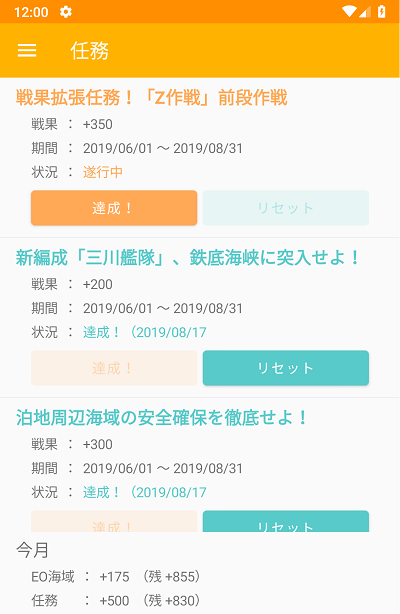 12:00
任務
戦果拡張任務！「Z作戦」前段作戦
戦果 ： +350
期間 ： 2019/06/01 〜 2019/08/31
状況 ： 遂行中
達成！ リセット
新編成「三川艦隊」、鉄底海峡に突入せよ！
戦果 ： +200
期間 ： 2019/06/01 〜 2019/08/31
状況 ： 達成！（2019/08/17
達成！ リセット
泊地周辺海域の安全確保を徹底せよ！
戦果 ： +300
期間 ： 2019/06/01 〜 2019/08/31
状況 ： 達成！（2019/08/17
達成！ リセット
今月
EO海域 ： +175 （残 +855）
任務 ： +500 （残 +830）